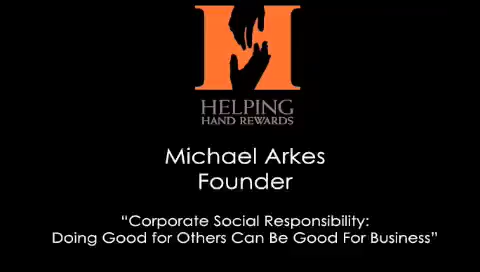 HELPING
HAND REWARDS
Michael Arkes
Founder
“Corporate Social Responsibility:
Doing Good for Others Can Be Good For Business”